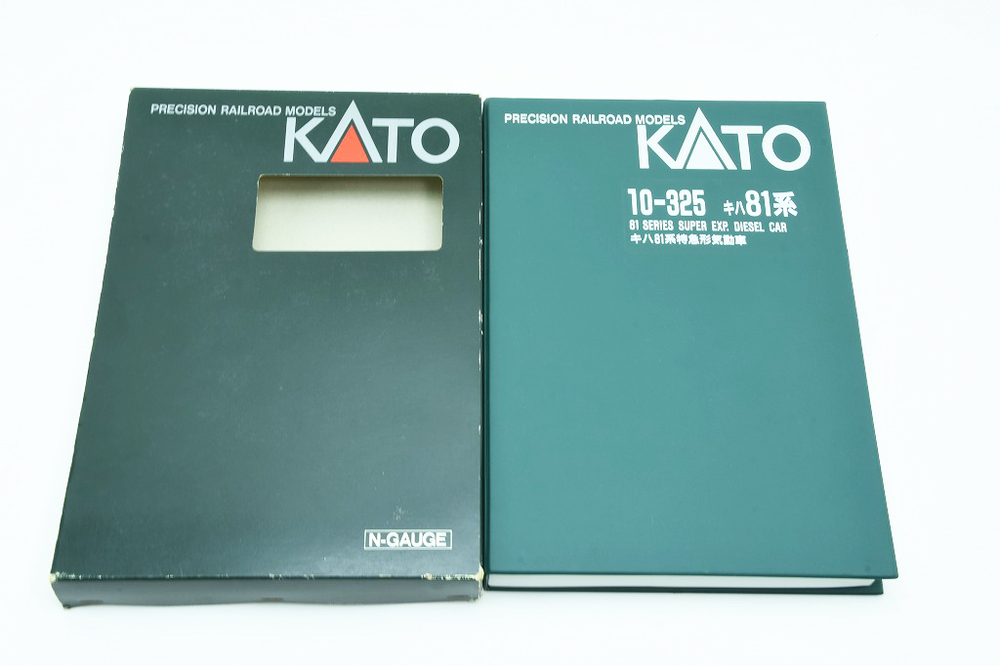 PRECISION RAILROAD MODELS
KATO
N-GAUGE
PRECISION RAILROAD MODELS
KATO
10-325 キハ81系
81 SERIES SUPER EXP. DIESEL CAR
キハ81系特急形気動車